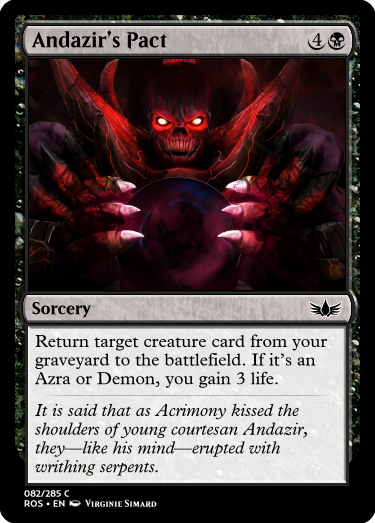 Andazir's Pact 4
Sorcery
Return target creature card from your
graveyard to the battlefield. If it's an
Azra or Demon, you gain 3 life.
It is said that as Acrimony kissed the
shoulders of young courtesan Andazir,
they—like his mind—erupted with
writhing serpents.
082/285 C
ROS • EN Virginie Simard